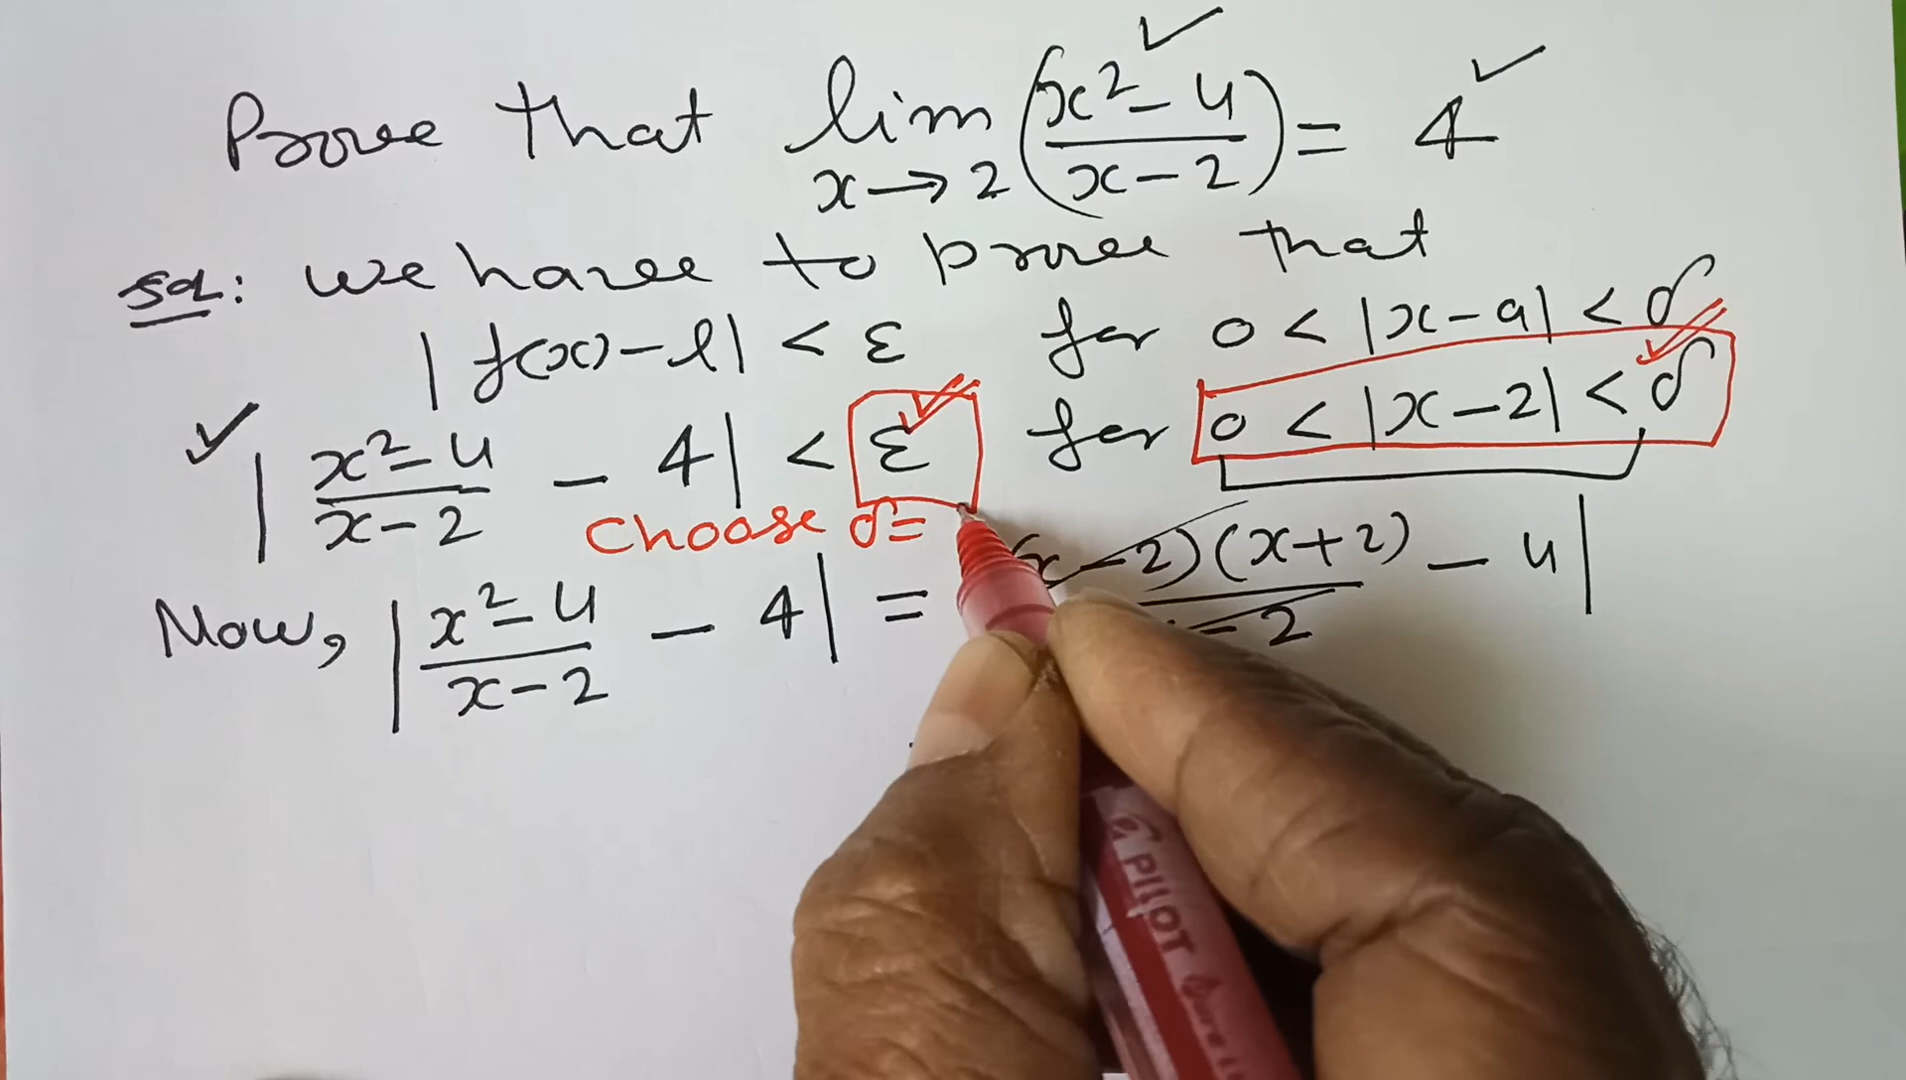 Prove that lim x→2 (x²-4/x-2) = 4
Sol: we have to prove that
|f(x)-l| < ε for 0 < |x-a| < δ
|x²-4/x-2 - 4| < ε for 0 < |x-2| < δ
Choose δ=
Now, |x²-4/x-2 - 4| = x-2)(x+2)/-2 - 4|
PILOT